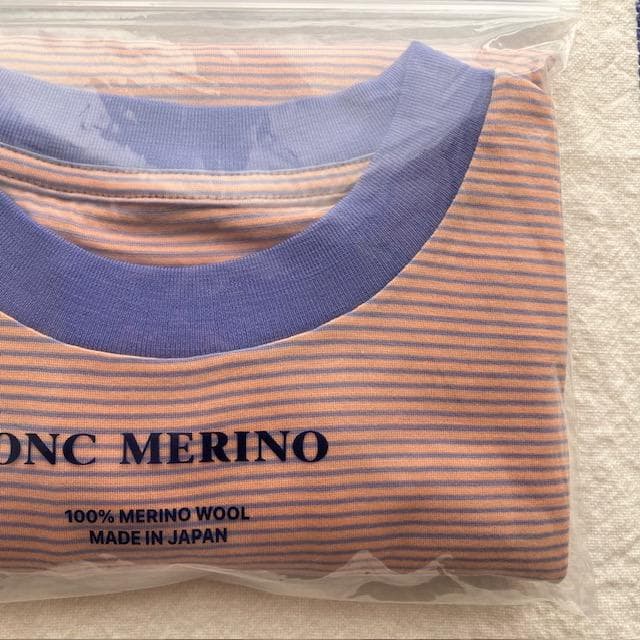 ONC MERINO
100% MERINO WOOL
MADE IN JAPAN